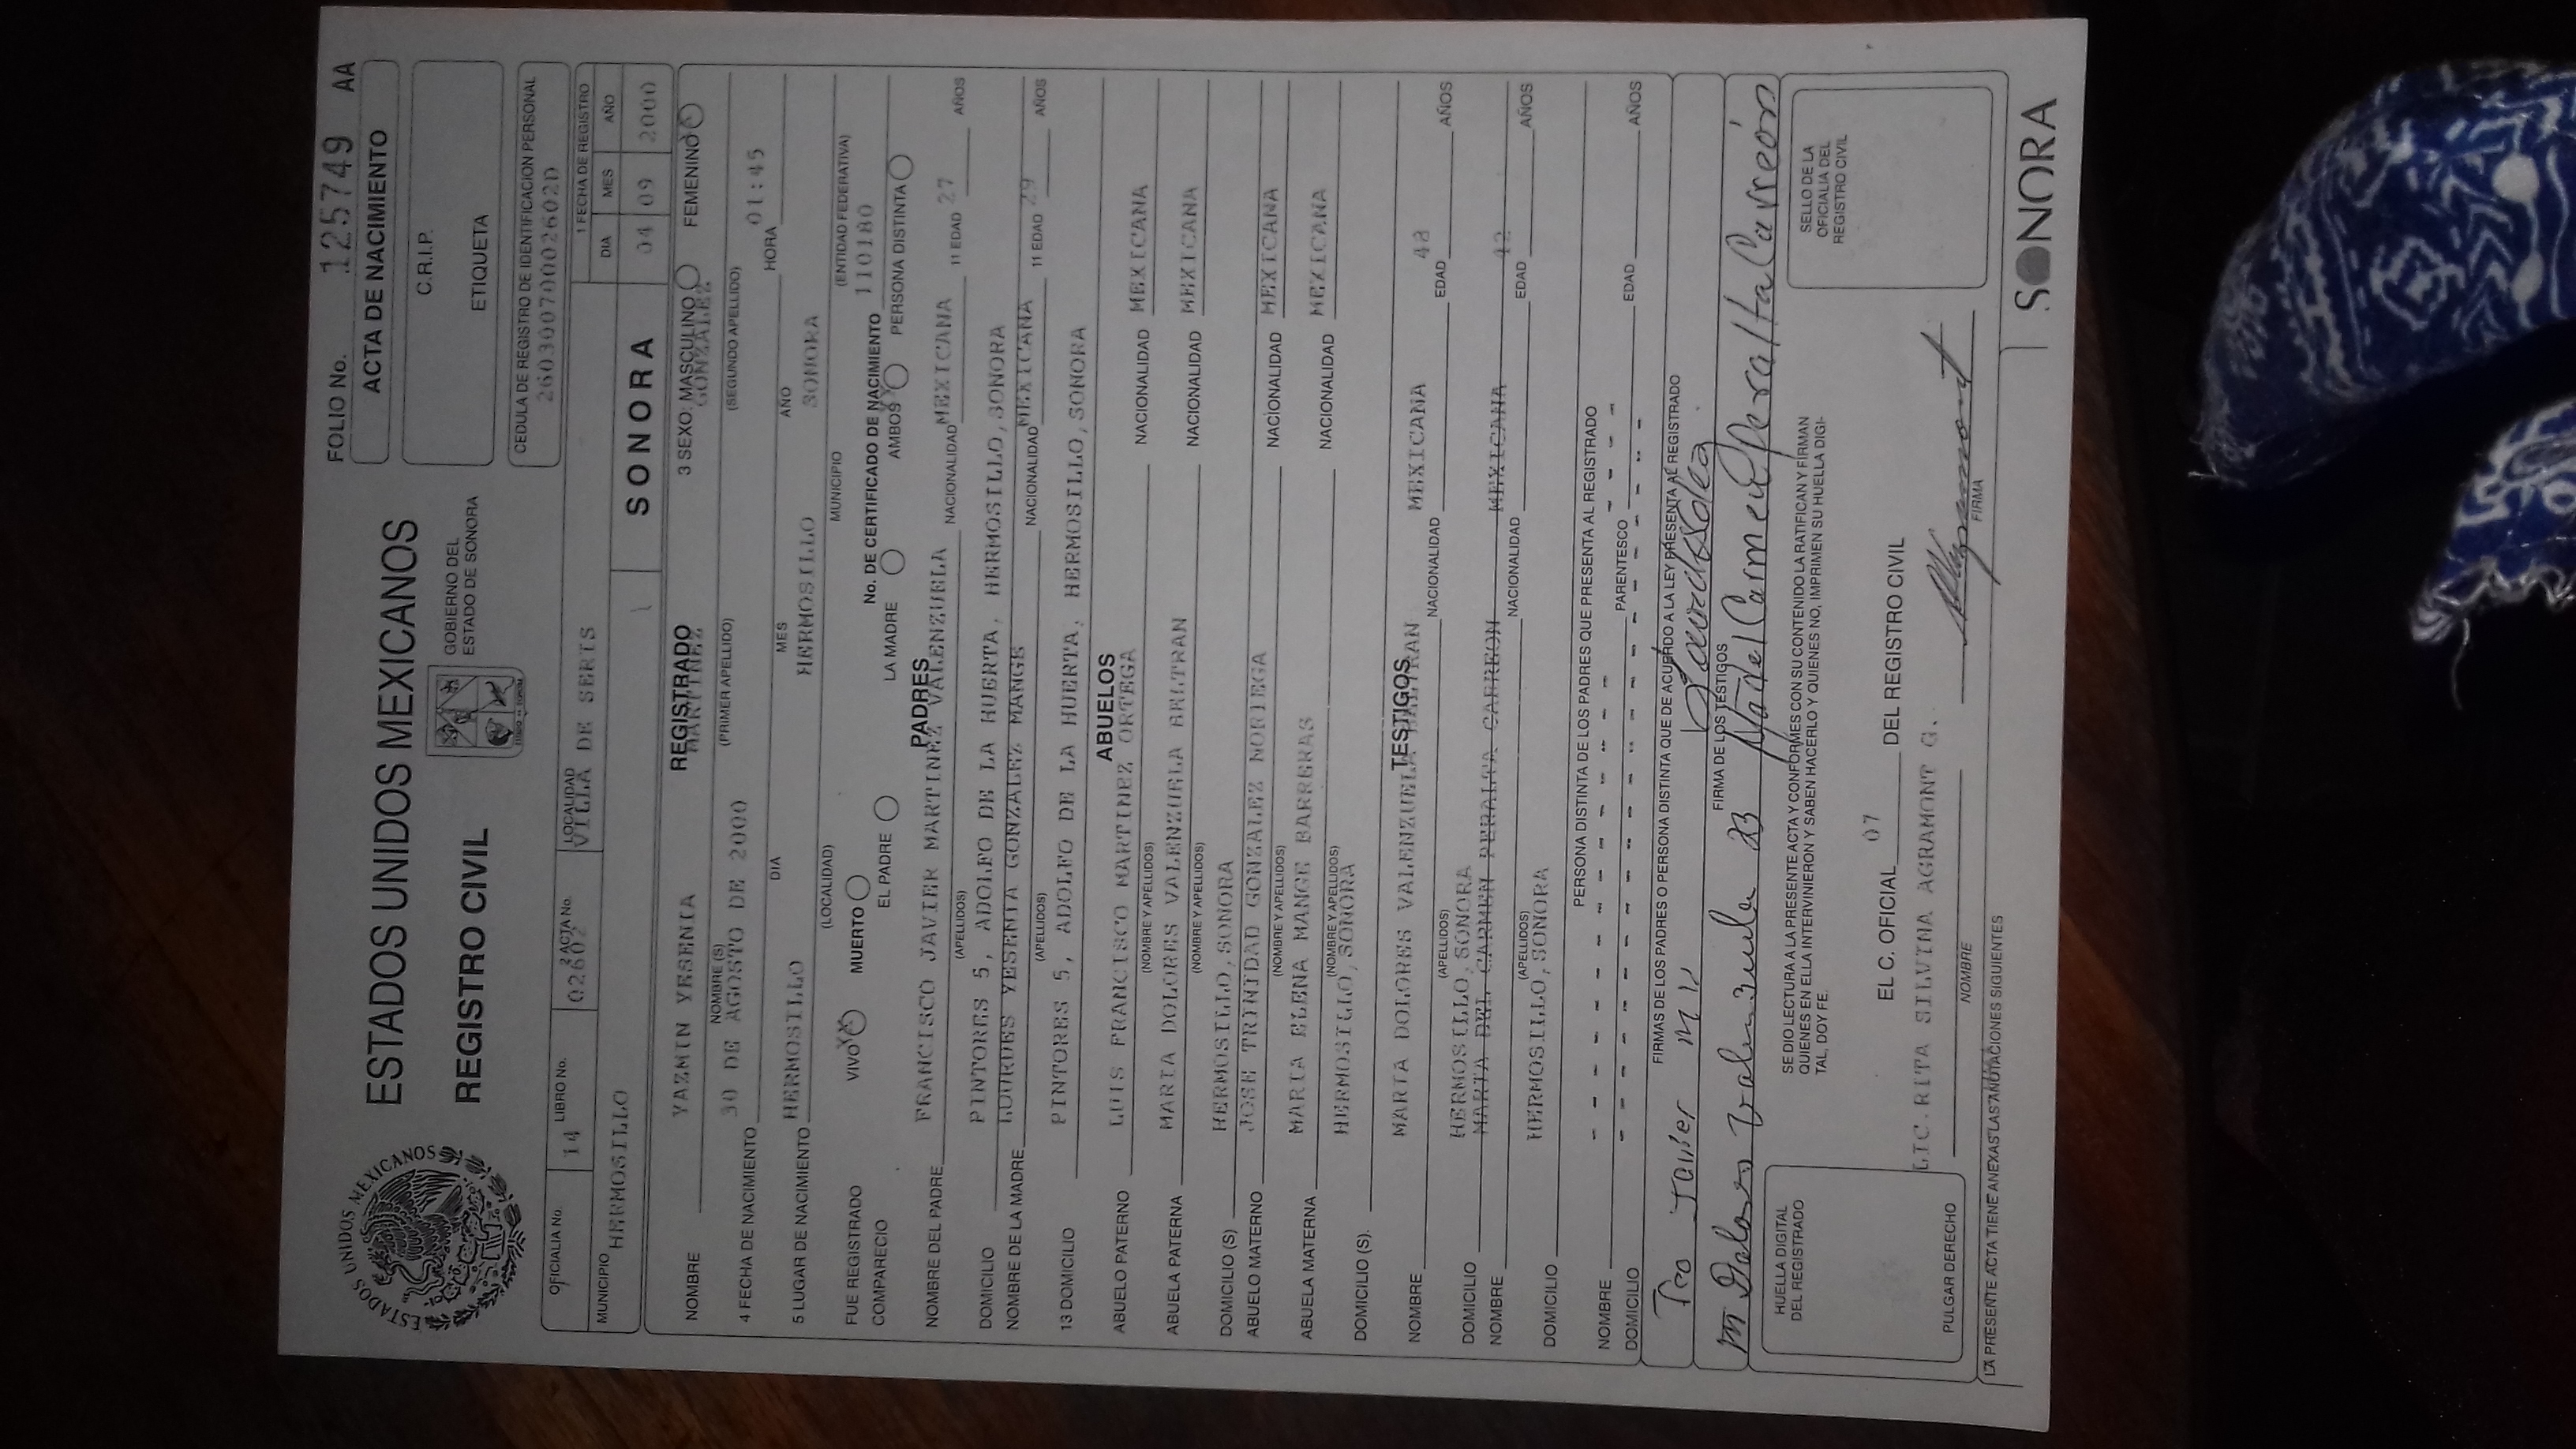 FOLIO No. 125749 AA
ESTADOS UNIDOS MEXICANOS
ACTA DE NACIMIENTO
ESTADOS UNIDOS MEXICANOS
REGISTRO CIVIL
GOBIERNO DEL
ESTADO DE SONORA
C.R.I.P.
ETIQUETA
CEDULA DE REGISTRO DE IDENTIFICACION PERSONAL
26030070002602D
OFICIALIA No. LIBRO No. 14 2 ACTA No. 02602 LOCALIDAD VILLA DE SERIS
1 FECHA DE REGISTRO
DIA MES AÑO
MUNICIPIO HERMOSILLO SONORA 04 09 2000
REGISTRADO
3 SEXO: MASCULINO FEMENINO
NOMBRE YAZMIN YESENIA MARTINEZ GONZALEZ
NOMBRE (S) (PRIMER APELLIDO) (SEGUNDO APELLIDO)
4 FECHA DE NACIMIENTO 30 DE AGOSTO DE 2000 HORA 01:45
DIA MES AÑO
5 LUGAR DE NACIMIENTO HERMOSILLO HERMOSILLO SONORA
(LOCALIDAD) MUNICIPIO (ENTIDAD FEDERATIVA)
FUE REGISTRADO VIVO XX MUERTO No. DE CERTIFICADO DE NACIMIENTO 110180
COMPARECIO EL PADRE LA MADRE AMBOS XX PERSONA DISTINTA
PADRES
NOMBRE DEL PADRE FRANCISCO JAVIER MARTINEZ VALENZUELA NACIONALIDAD MEXICANA 11 EDAD 27 AÑOS
(APELLIDOS)
DOMICILIO PINTORES 5, ADOLFO DE LA HUERTA, HERMOSILLO,SONORA
NOMBRE DE LA MADRE LOURDES YESENIA GONZALEZ MANGE NACIONALIDAD MEXICANA 11 EDAD 29 AÑOS
(APELLIDOS)
13 DOMICILIO PINTORES 5, ADOLFO DE LA HUERTA, HERMOSILLO,SONORA
ABUELOS
ABUELO PATERNO LUIS FRANCISCO MARTINEZ ORTEGA NACIONALIDAD MEXICANA
(NOMBRE Y APELLIDOS)
ABUELA PATERNA MARIA DOLORES VALENZUELA BELTRAN NACIONALIDAD MEXICANA
(NOMBRE Y APELLIDOS)
DOMICILIO (S) HERMOSILLO,SONORA
ABUELO MATERNO JOSE TRINIDAD GONZALEZ NORIEGA NACIONALIDAD MEXICANA
(NOMBRE Y APELLIDOS)
ABUELA MATERNA MARIA ELENA MANGE BARRERAS NACIONALIDAD MEXICANA
(NOMBRE Y APELLIDOS)
DOMICILIO (S). HERMOSILLO,SONORA
TESTIGOS
NOMBRE MARIA DOLORES VALENZUELA BELTRAN NACIONALIDAD MEXICANA EDAD 48 AÑOS
(APELLIDOS)
DOMICILIO HERMOSILLO,SONORA
NOMBRE MARIA DEL CARMEN PERALTA CARREON NACIONALIDAD MEXICANA EDAD 42 AÑOS
(APELLIDOS)
DOMICILIO HERMOSILLO,SONORA
PERSONA DISTINTA DE LOS PADRES QUE PRESENTA AL REGISTRADO
NOMBRE PARENTESCO EDAD AÑOS
DOMICILIO
FIRMAS DE LOS PADRES O PERSONA DISTINTA QUE DE ACUERDO A LA LEY PRESENTA AL REGISTRADO
Fco Javier M V
FIRMA DE LOS TESTIGOS
M Dolores Valenzuela Ma del Carmen Peralta Carreón
HUELLA DIGITAL
DEL REGISTRADO
SE DIO LECTURA A LA PRESENTE ACTA Y CONFORMES CON SU CONTENIDO LA RATIFICAN Y FIRMAN
QUIENES EN ELLA INTERVINIERON Y SABEN HACERLO Y QUIENES NO, IMPRIMEN SU HUELLA DIGI-
TAL, DOY FE.
SELLO DE LA
OFICIALIA DEL
REGISTRO CIVIL
EL C. OFICIAL 07 DEL REGISTRO CIVIL
LIC.RITA SILVINA AGRAMONT G.
PULGAR DERECHO
NOMBRE FIRMA
LA PRESENTE ACTA TIENE ANEXAS LAS ANOTACIONES SIGUIENTES
SONORA